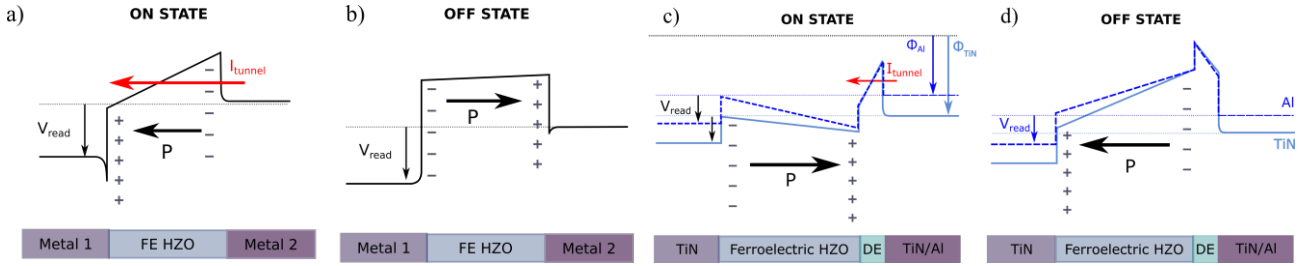 a)
ON STATE
I_tunnel
V_read
+ + + + + +
P
− − − − −
Metal 1
FE HZO
Metal 2
b)
OFF STATE
V_read
− − − − −
P
+ + + + +
Metal 1
FE HZO
Metal 2
c)
ON STATE
Φ_Al
Φ_TiN
I_tunnel
V_read
− − − −
P
+ + + + +
TiN
Ferroelectric HZO
DE
TiN/Al
d)
OFF STATE
V_read
Al
TiN
+ + + + +
P
− − − −
TiN
Ferroelectric HZO
DE
TiN/Al